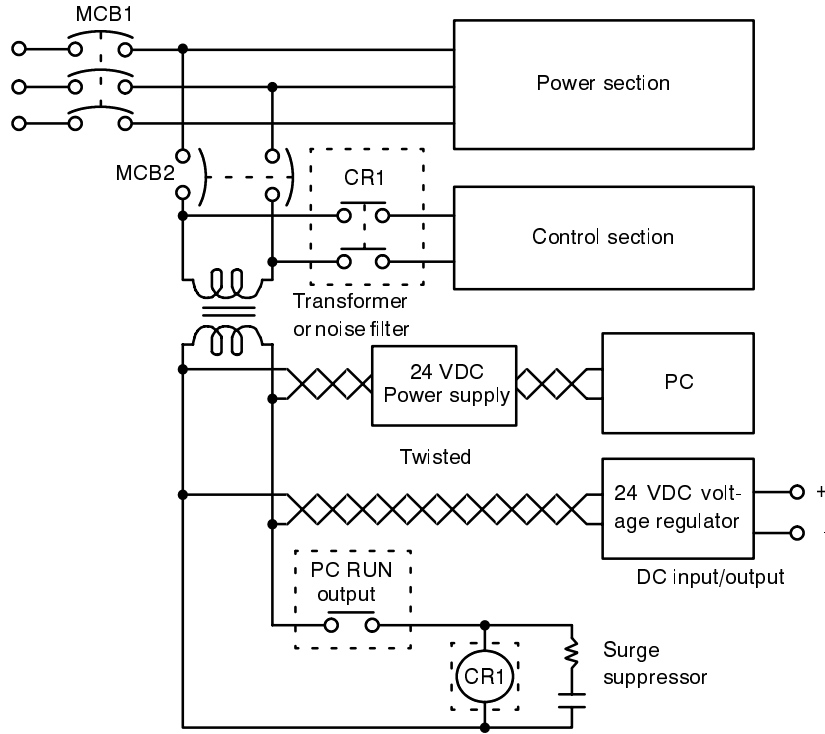 MCB1
Power section
MCB2
CR1
Control section
Transformer
or noise filter
24 VDC
Power supply
PC
Twisted
24 VDC volt-
age regulator
+
-
DC input/output
PC RUN
output
CR1
Surge
suppressor